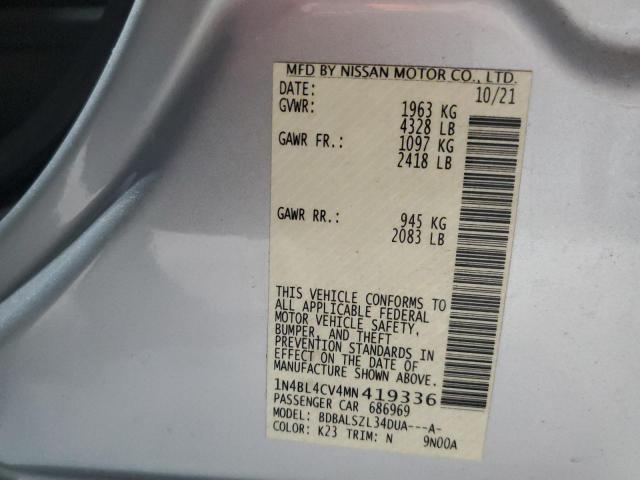 MFD BY NISSAN MOTOR CO., LTD.
DATE: 10/21
GVWR: 1963 KG
4328 LB
GAWR FR.: 1097 KG
2418 LB
GAWR RR.: 945 KG
2083 LB
THIS VEHICLE CONFORMS TO
ALL APPLICABLE FEDERAL
MOTOR VEHICLE SAFETY,
BUMPER, AND THEFT
PREVENTION STANDARDS IN
EFFECT ON THE DATE OF
MANUFACTURE SHOWN ABOVE.
1N4BL4CV4MN419336
PASSENGER CAR 686969
MODEL: BDBALSZL34DUA---A-
COLOR: K23 TRIM: N 9N00A